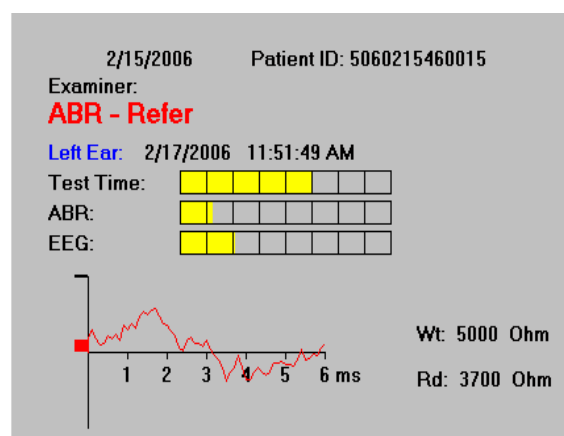 2/15/2006 Patient ID: 5060215460015
Examiner:
ABR - Refer
Left Ear: 2/17/2006 11:51:49 AM
Test Time:
ABR:
EEG:
Wt: 5000 Ohm
1 2 3 4 5 6 ms
Rd: 3700 Ohm